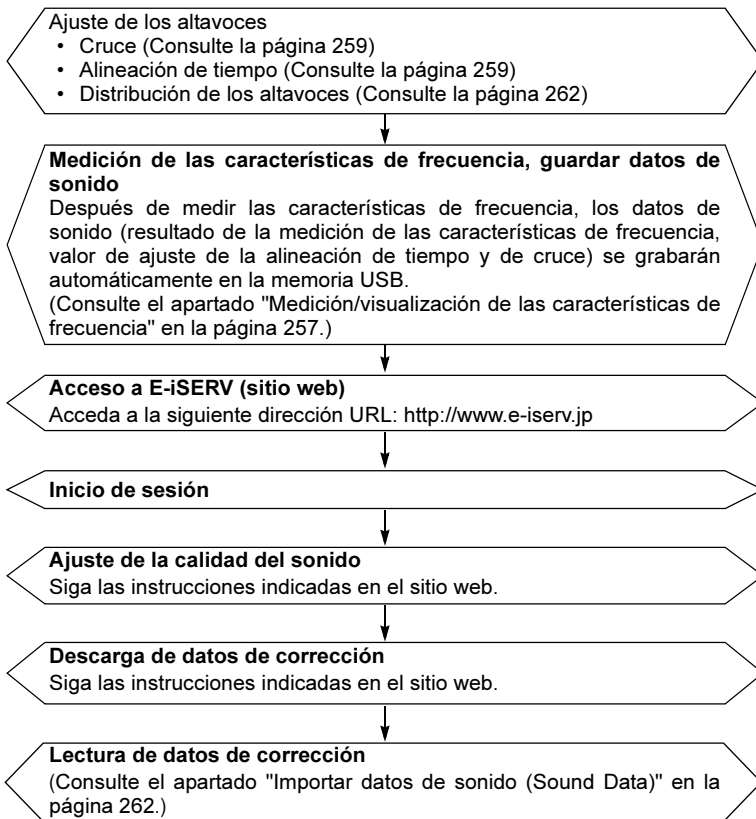 Ajuste de los altavoces
• Cruce (Consulte la página 259)
• Alineación de tiempo (Consulte la página 259)
• Distribución de los altavoces (Consulte la página 262)
Medición de las características de frecuencia, guardar datos de
sonido
Después de medir las características de frecuencia, los datos de
sonido (resultado de la medición de las características de frecuencia,
valor de ajuste de la alineación de tiempo y de cruce) se grabarán
automáticamente en la memoria USB.
(Consulte el apartado "Medición/visualización de las características de
frecuencia" en la página 257.)
Acceso a E-iSERV (sitio web)
Acceda a la siguiente dirección URL: http://www.e-iserv.jp
Inicio de sesión
Ajuste de la calidad del sonido
Siga las instrucciones indicadas en el sitio web.
Descarga de datos de corrección
Siga las instrucciones indicadas en el sitio web.
Lectura de datos de corrección
(Consulte el apartado "Importar datos de sonido (Sound Data)" en la
página 262.)